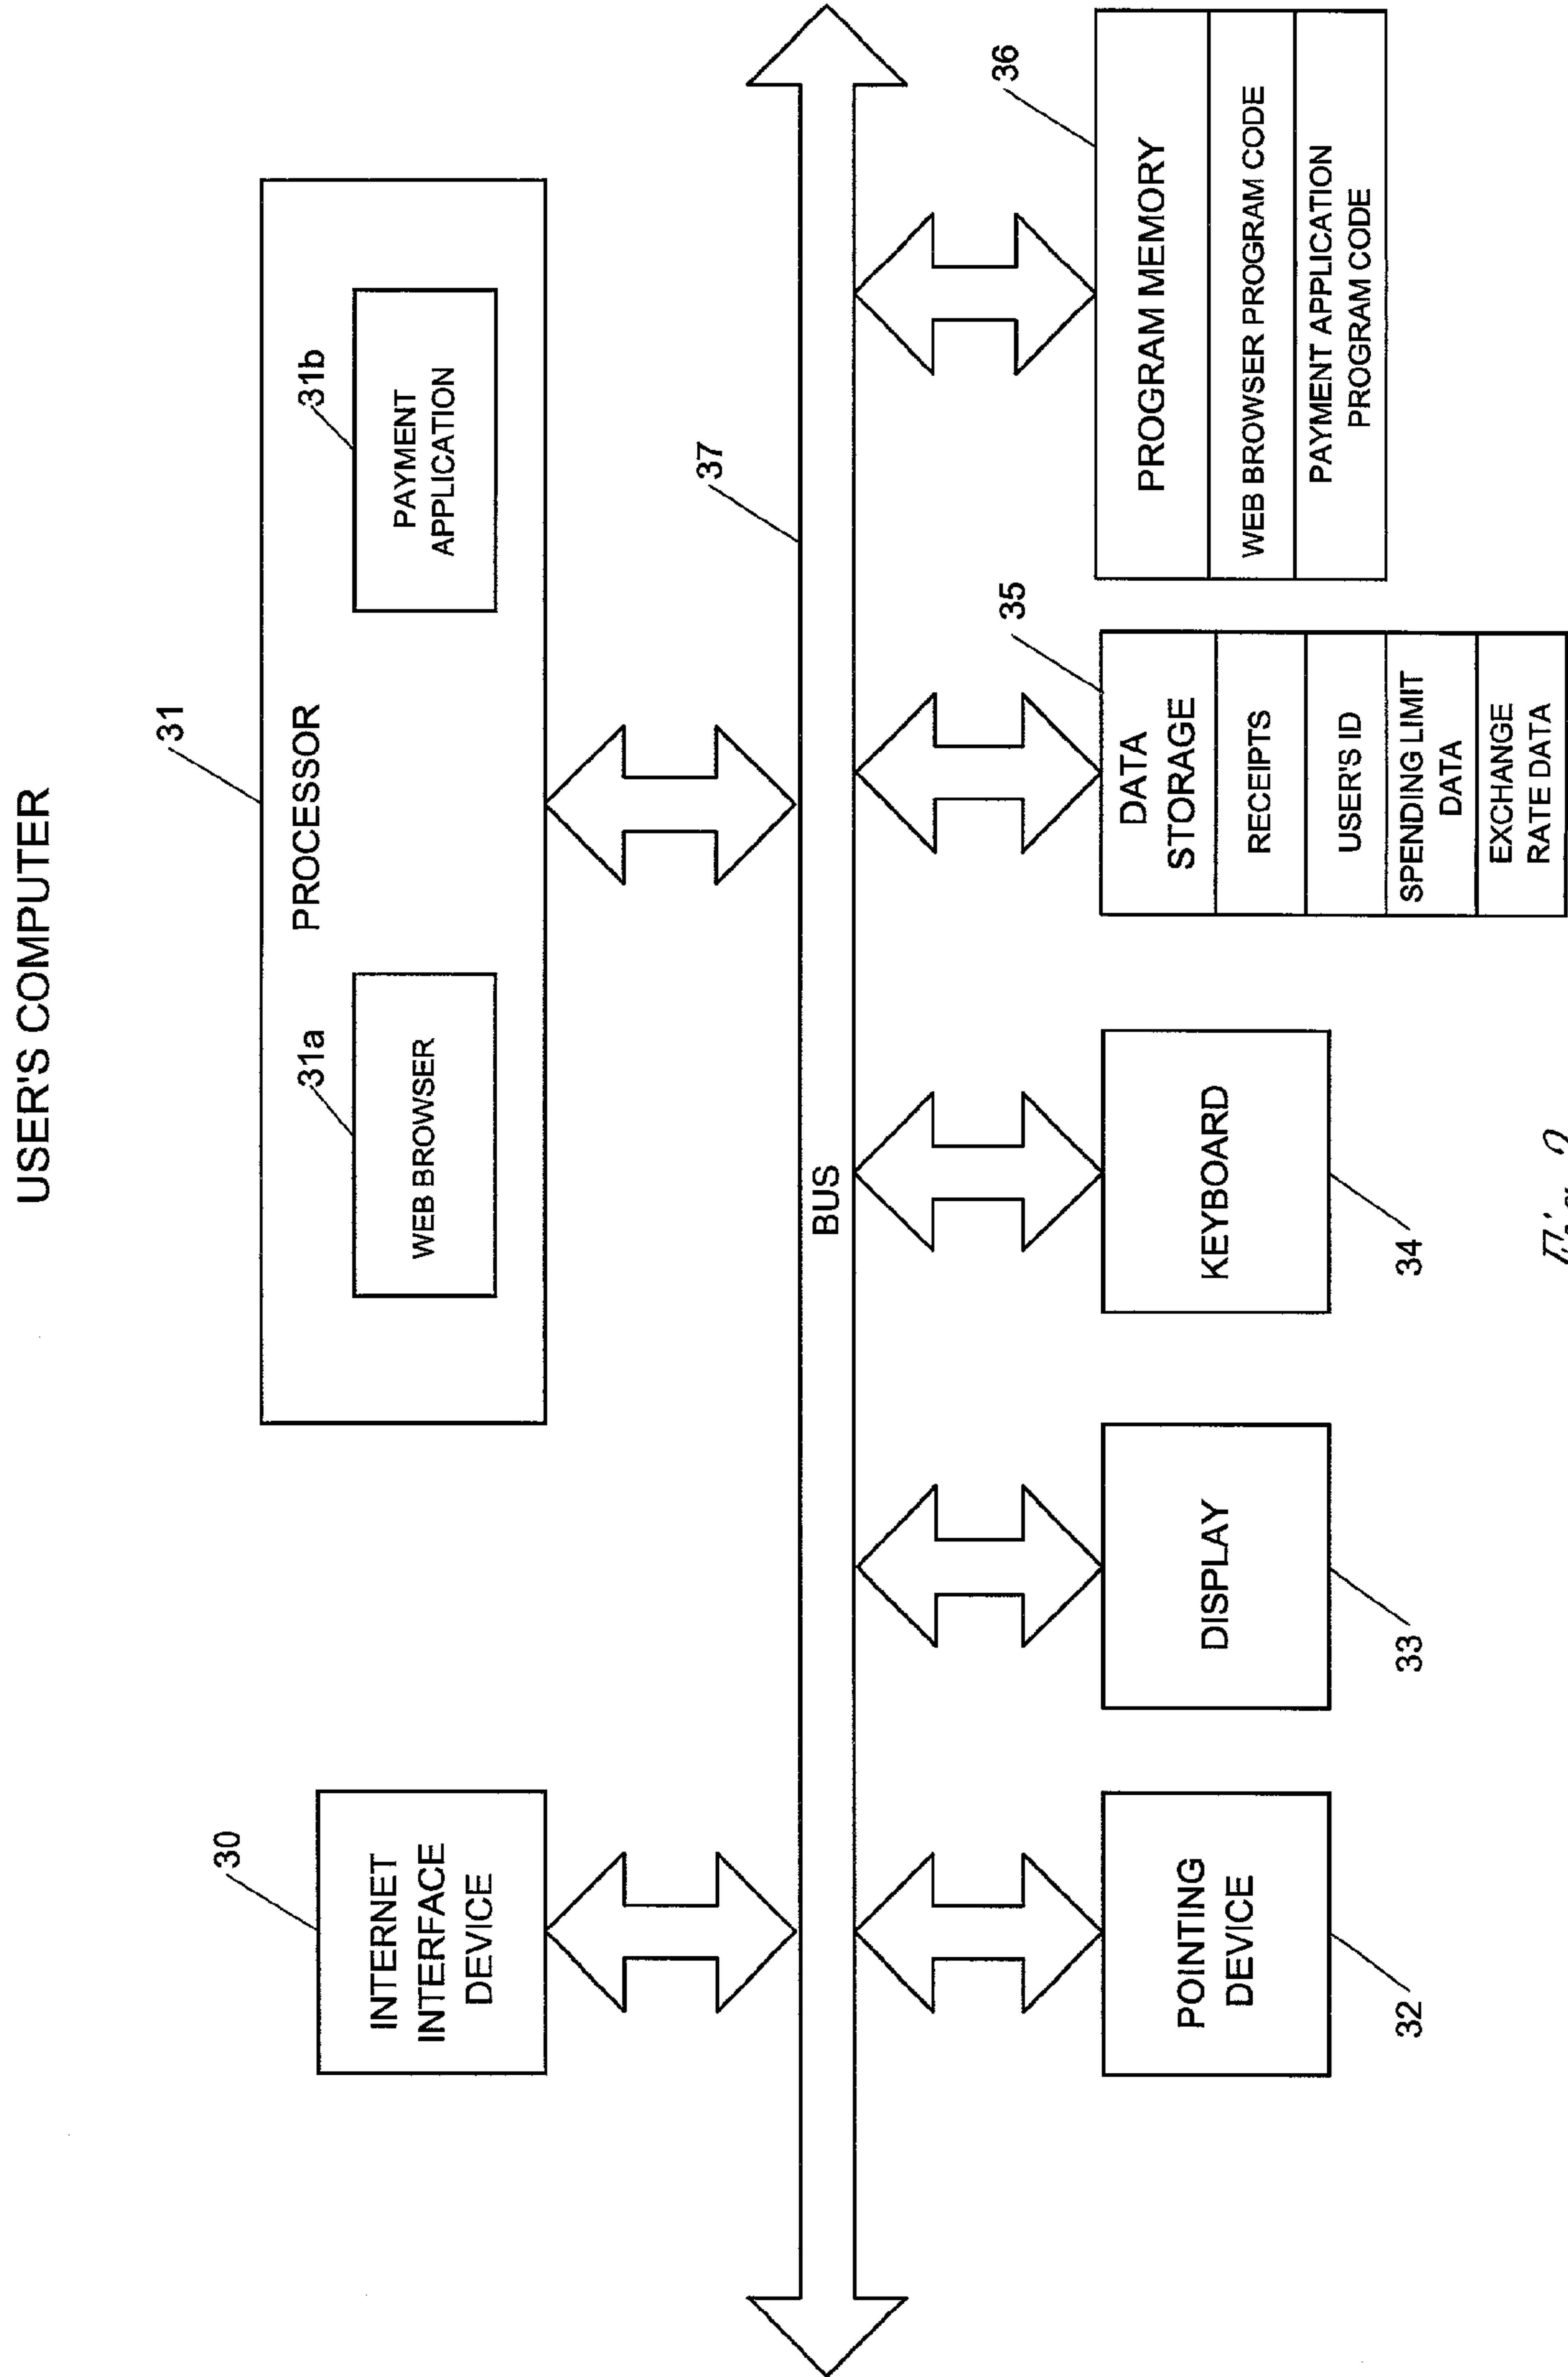 USER'S COMPUTER
30
INTERNET
INTERFACE
DEVICE
31
PROCESSOR
31a
WEB BROWSER
31b
PAYMENT
APPLICATION
37
BUS
POINTING
DEVICE
32
DISPLAY
33
KEYBOARD
34
35
DATA
STORAGE
RECEIPTS
USER'S ID
SPENDING LIMIT
DATA
EXCHANGE
RATE DATA
36
PROGRAM MEMORY
WEB BROWSER PROGRAM CODE
PAYMENT APPLICATION
PROGRAM CODE